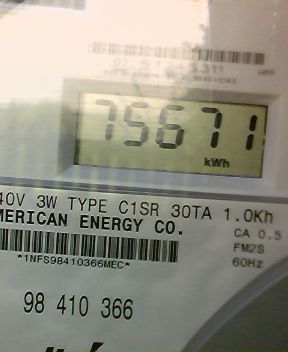 75671
kWh
40V 3W TYPE C1SR 30TA 1.0Kh
MERICAN ENERGY CO.
CA 0.5
FM2S
60Hz
*1NFS98410366MEC*
98 410 366